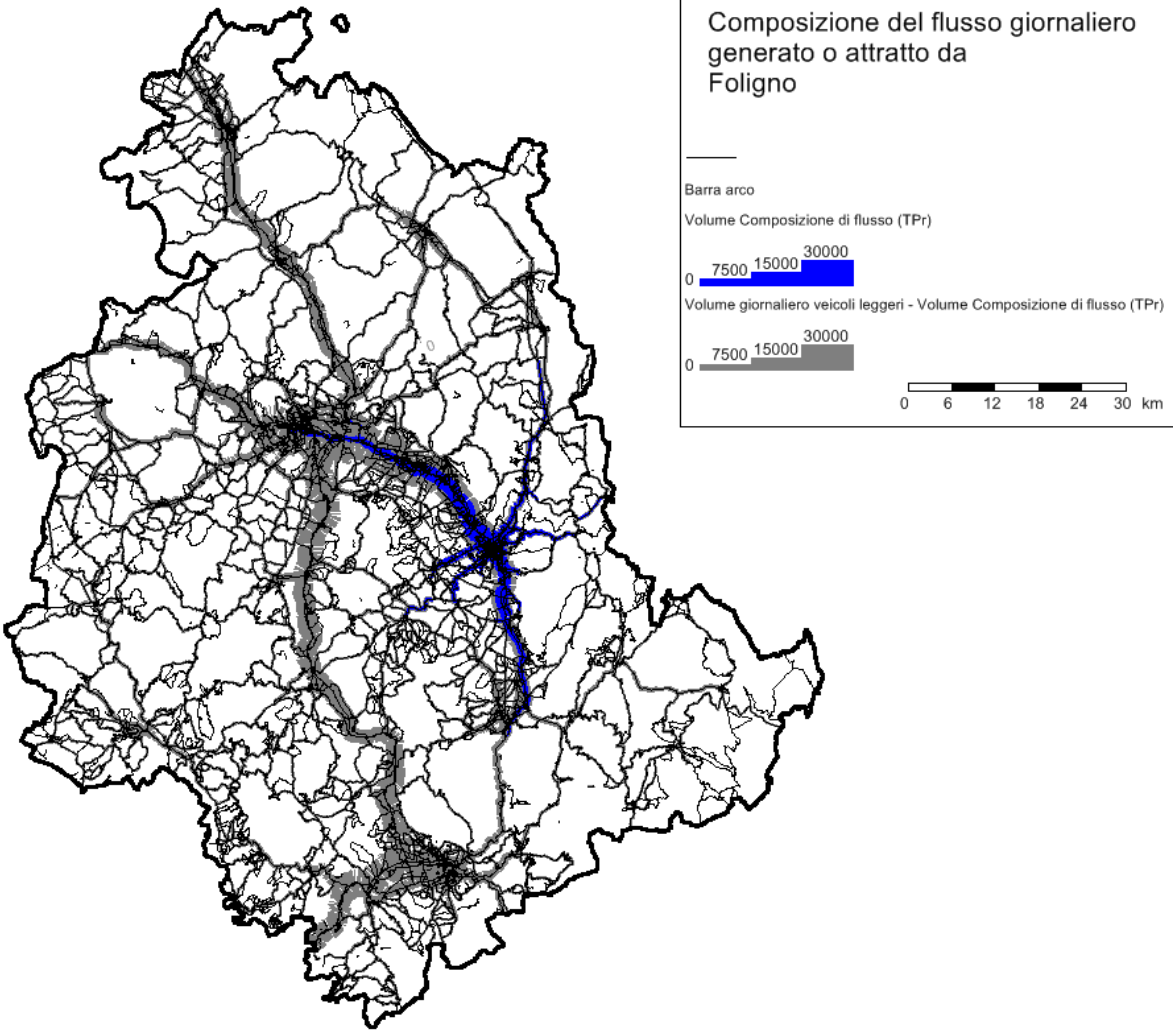 Composizione del flusso giornaliero
generato o attratto da
Foligno
Barra arco
Volume Composizione di flusso (TPr)
0 7500 15000 30000
Volume giornaliero veicoli leggeri - Volume Composizione di flusso (TPr)
0 7500 15000 30000
0 6 12 18 24 30 km
0